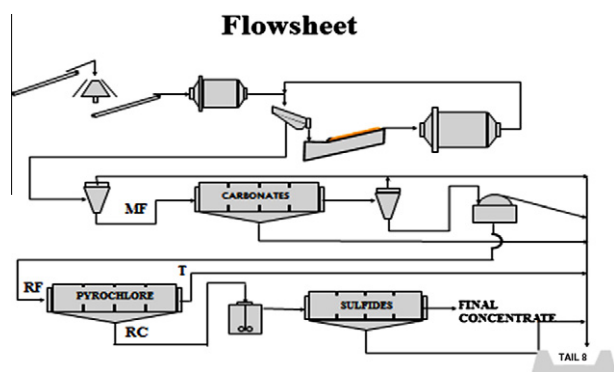 Flowsheet
MF
CARBONATES
T
RF
PYROCHLORE
RC
SULFIDES
FINAL
CONCENTRATE
TAIL 8